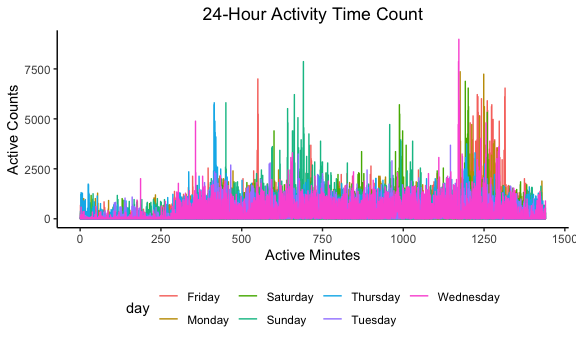 24-Hour Activity Time Count
Active Counts
7500
5000
2500
0
0 250 500 750 1000 1250 1500
Active Minutes
day
Friday Saturday Thursday Wednesday
Monday Sunday Tuesday